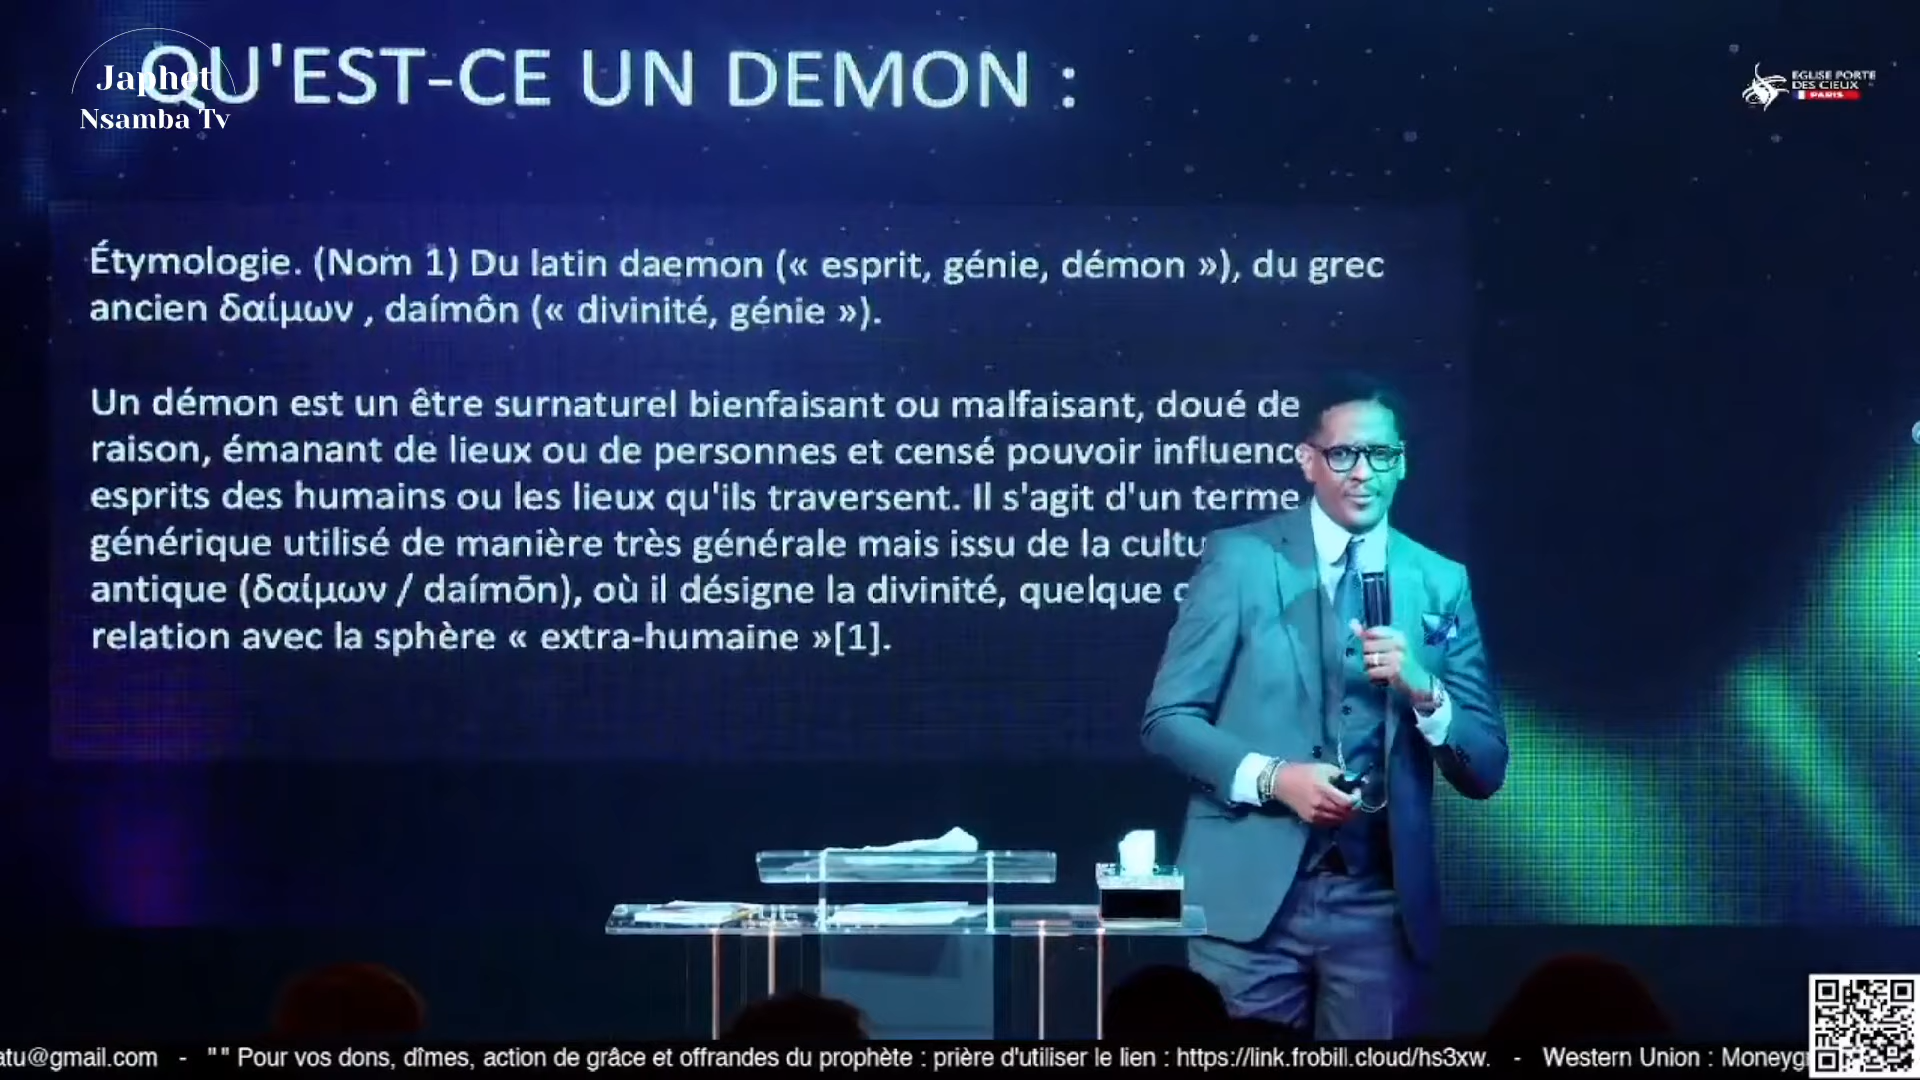 QU'EST-CE UN DEMON :
Japhet
Nsamba Tv
EGLISE PORTE
DES CIEUX
PARIS
Étymologie. (Nom 1) Du latin daemon (« esprit, génie, démon »), du grec
ancien δαίμων , daímôn (« divinité, génie »).
Un démon est un être surnaturel bienfaisant ou malfaisant, doué de
raison, émanant de lieux ou de personnes et censé pouvoir
esprits des humains ou les lieux qu'ils traversent. Il s'agit d'un terme
générique utilisé de manière très générale mais issu de la
antique (δαίμων / daímōn), où il désigne la divinité, quelque
relation avec la sphère « extra-humaine »[1].
atu@gmail.com - "" Pour vos dons, dîmes, action de grâce et offrandes du prophète : prière d'utiliser le lien : https://link.frobill.cloud/hs3xw. - Western Union :